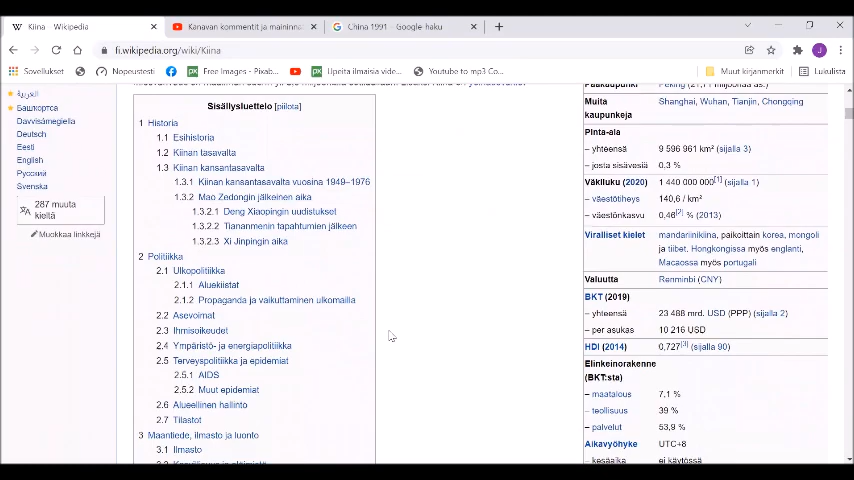 W Kiina – Wikipedia
Kanavan kommentit ja maininna
China 1991 - Google-haku
fi.wikipedia.org/wiki/Kiina
J
Sovellukset
Nopeustesti
Free Images - Pixab...
Upeita ilmaisia vide...
Youtube to mp3 Co...
Muut kirjanmerkit
Lukulista
العربية
Башҡортса
Davvisámegiella
Deutsch
Eesti
English
Русский
Svenska
287 muuta
kieltä
Muokkaa linkkejä
Sisällysluettelo [piilota]
1 Historia
1.1 Esihistoria
1.2 Kiinan tasavalta
1.3 Kiinan kansantasavalta
1.3.1 Kiinan kansantasavalta vuosina 1949–1976
1.3.2 Mao Zedongin jälkeinen aika
1.3.2.1 Deng Xiaopingin uudistukset
1.3.2.2 Tiananmenin tapahtumien jälkeen
1.3.2.3 Xi Jinpingin aika
2 Politiikka
2.1 Ulkopolitiikka
2.1.1 Aluekiistat
2.1.2 Propaganda ja vaikuttaminen ulkomailla
2.2 Asevoimat
2.3 Ihmisoikeudet
2.4 Ympäristö- ja energiapolitiikka
2.5 Terveyspolitiikka ja epidemiat
2.5.1 AIDS
2.5.2 Muut epidemiat
2.6 Alueellinen hallinto
2.7 Tilastot
3 Maantiede, ilmasto ja luonto
3.1 Ilmasto
Pääkaupunki Peking (21,71 miljoonaa as.)
Muita kaupunkeja Shanghai, Wuhan, Tianjin, Chongqing
Pinta-ala
– yhteensä 9 596 961 km² (sijalla 3)
– josta sisävesiä 0,3 %
Väkiluku (2020) 1 440 000 000[1] (sijalla 1)
– väestötiheys 140,6 / km²
– väestönkasvu 0,46[2] % (2013)
Viralliset kielet mandariinikiina, paikoittain korea, mongoli
ja tiibet. Hongkongissa myös englanti,
Macaossa myös portugali
Valuutta Renminbi (CNY)
BKT (2019)
– yhteensä 23 488 mrd. USD (PPP) (sijalla 2)
– per asukas 10 216 USD
HDI (2014) 0,727[3] (sijalla 90)
Elinkeinorakenne
(BKT:sta)
– maatalous 7,1 %
– teollisuus 39 %
– palvelut 53,9 %
Aikavyöhyke UTC+8
– kesäaika ei käytössä